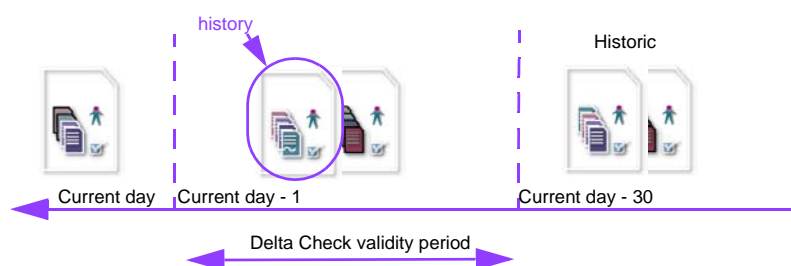 history
Historic
Current day
Current day - 1
Current day - 30
Delta Check validity period